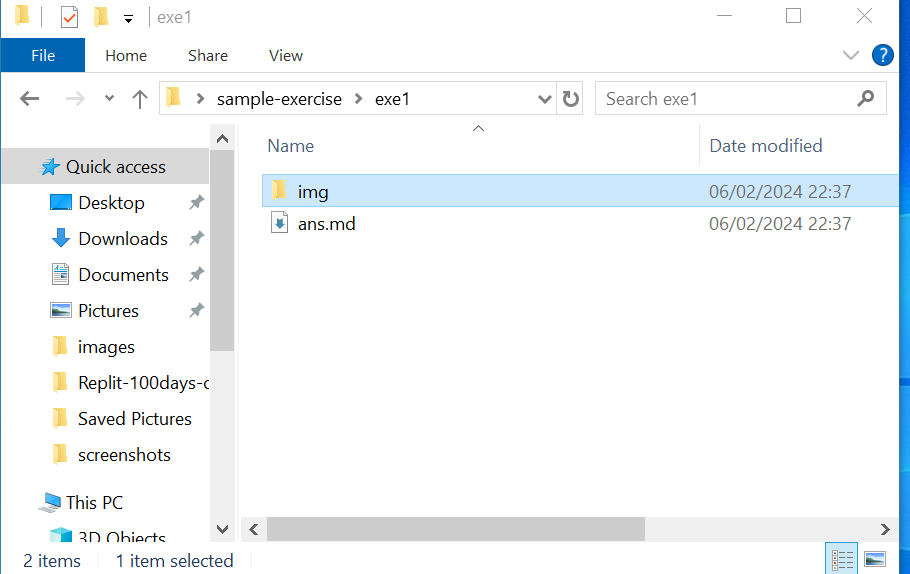 exe1
File Home Share View
?
sample-exercise exe1 Search exe1
Name Date modified
Quick access
img 06/02/2024 22:37
Desktop
ans.md 06/02/2024 22:37
Downloads
Documents
Pictures
images
Replit-100days-c
Saved Pictures
screenshots
This PC
3D Objects
2 items 1 item selected